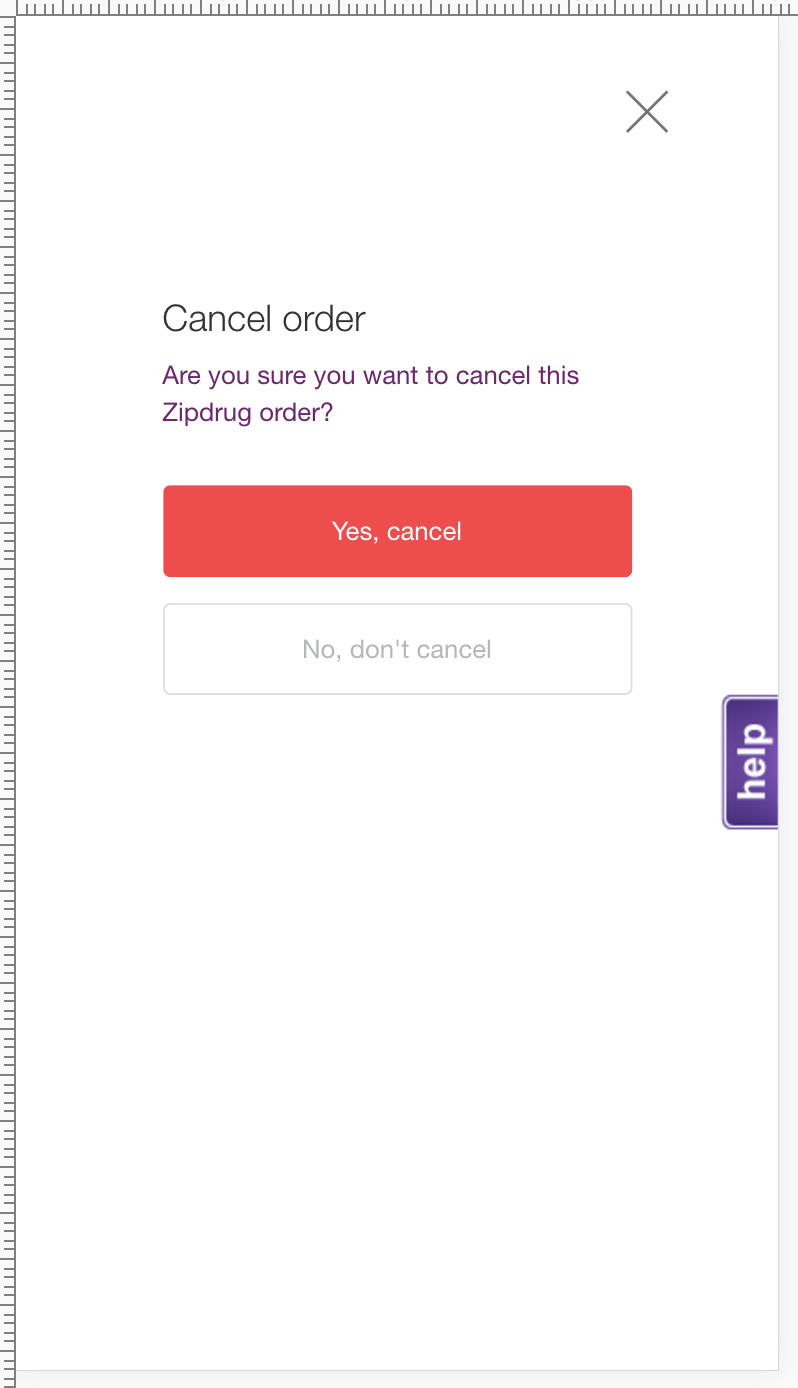 Cancel order
Are you sure you want to cancel this
Zipdrug order?
Yes, cancel
No, don't cancel
help